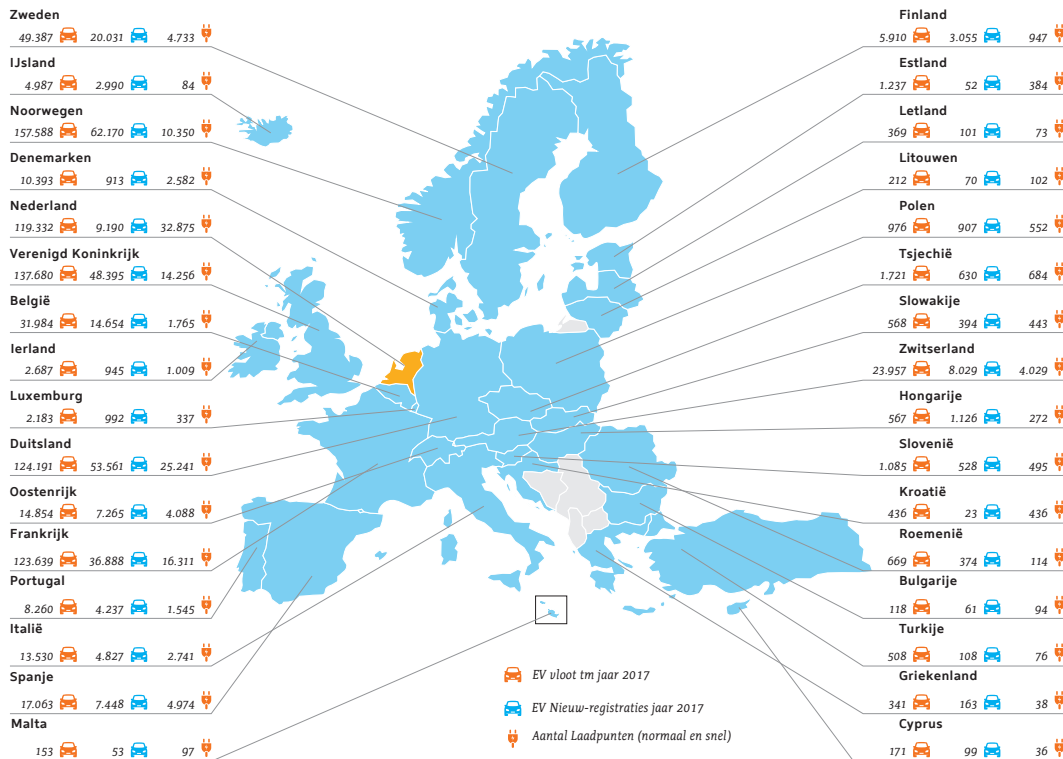 Zweden
49.387 20.031 4.733
IJsland
4.987 2.990 84
Noorwegen
157.588 62.170 10.350
Denemarken
10.393 913 2.582
Nederland
119.332 9.190 32.875
Verenigd Koninkrijk
137.680 48.395 14.256
België
31.984 14.654 1.765
Ierland
2.687 945 1.009
Luxemburg
2.183 992 337
Duitsland
124.191 53.561 25.241
Oostenrijk
14.854 7.265 4.088
Frankrijk
123.639 36.888 16.311
Portugal
8.260 4.237 1.545
Italië
13.530 4.827 2.741
Spanje
17.063 7.448 4.974
Malta
153 53 97
EV vloot tm jaar 2017
EV Nieuw-registraties jaar 2017
Aantal Laadpunten (normaal en snel)
Finland
5.910 3.055 947
Estland
1.237 52 384
Letland
369 101 73
Litouwen
212 70 102
Polen
976 907 552
Tsjechië
1.721 630 684
Slowakije
568 394 443
Zwitserland
23.957 8.029 4.029
Hongarije
567 1.126 272
Slovenië
1.085 528 495
Kroatië
436 23 436
Roemenië
669 374 114
Bulgarije
118 61 94
Turkije
508 108 76
Griekenland
341 163 38
Cyprus
171 99 36